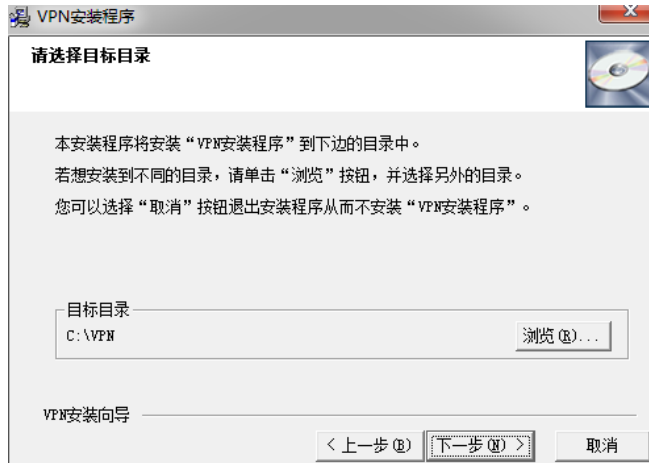 VPN安装程序
请选择目标目录
本安装程序将安装“VPN安装程序”到下边的目录中。
若想安装到不同的目录，请单击“浏览”按钮，并选择另外的目录。
您可以选择“取消”按钮退出安装程序从而不安装“VPN安装程序”。
目标目录
C:\VPN
浏览(R)...
VPN安装向导
< 上一步(B)
下一步(N) >
取消